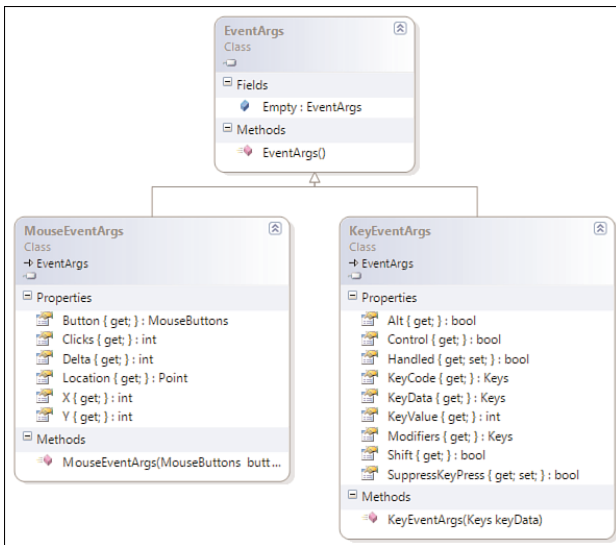 EventArgs
Class
Fields
Empty : EventArgs
Methods
EventArgs()
MouseEventArgs
Class
EventArgs
Properties
Button { get; } : MouseButtons
Clicks { get; } : int
Delta { get; } : int
Location { get; } : Point
X { get; } : int
Y { get; } : int
Methods
MouseEventArgs(MouseButtons butt ...
KeyEventArgs
Class
EventArgs
Properties
Alt { get; } : bool
Control { get; } : bool
Handled { get; set; } : bool
KeyCode { get; } : Keys
KeyData { get; } : Keys
KeyValue { get; } : int
Modifiers { get; } : Keys
Shift { get; } : bool
SuppressKeyPress { get; set; } : bool
Methods
KeyEventArgs(Keys keyData)